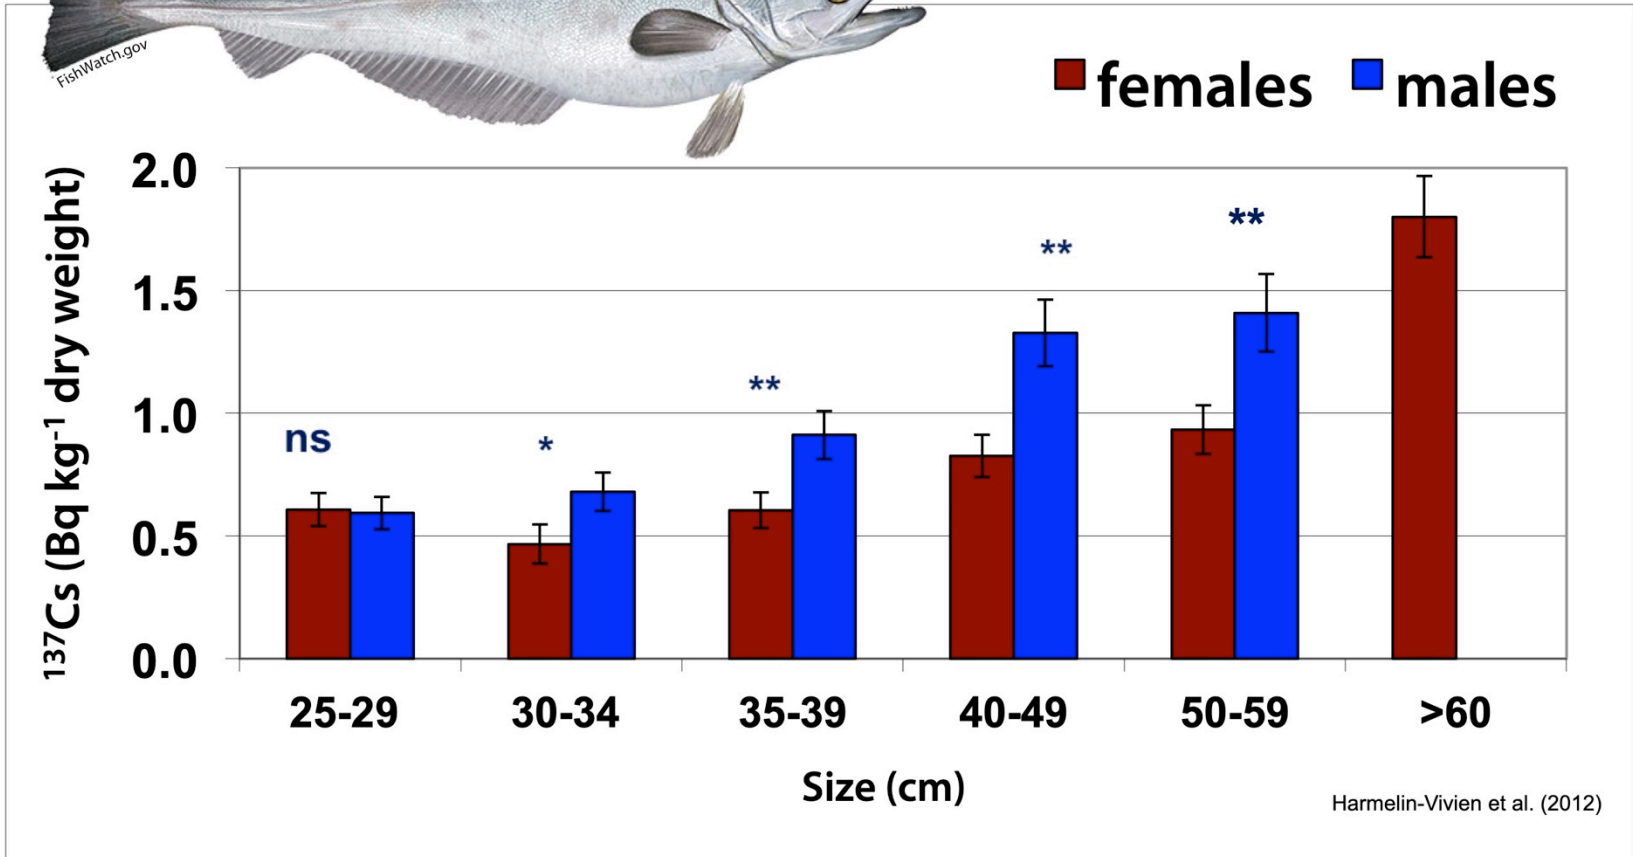 FishWatch.gov
females males
¹³⁷Cs (Bq kg⁻¹ dry weight)
2.0
1.5
1.0
0.5
0.0
ns * ** ** **
25-29 30-34 35-39 40-49 50-59 >60
Size (cm)
Harmelin-Vivien et al. (2012)